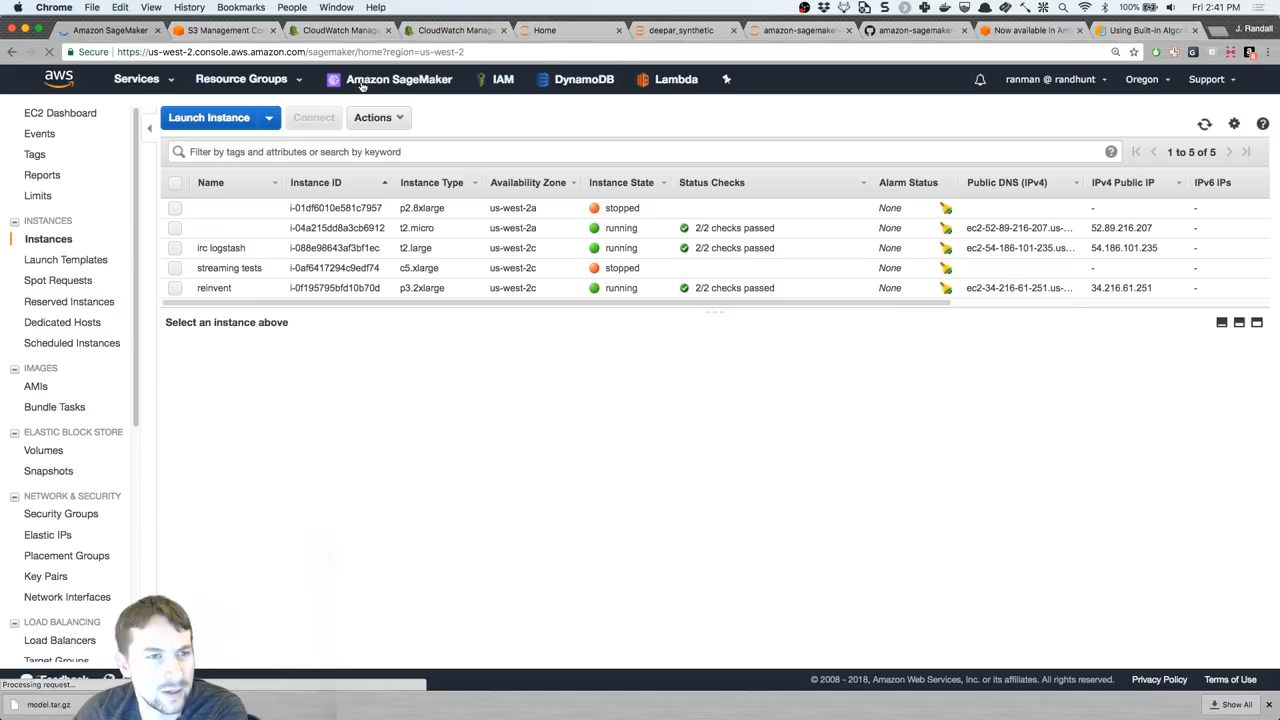 Chrome File Edit View History Bookmarks People Window Help 100% Fri 2:41 PM
Amazon SageMaker S3 Management Con CloudWatch Manag CloudWatch Manag Home deepar_synthetic amazon-sagemaker- amazon-sagemaker- Now available in Am Using Built-in Algor J. Randall
Secure https://us-west-2.console.aws.amazon.com/sagemaker/home?region=us-west-2
aws Services Resource Groups Amazon SageMaker IAM DynamoDB Lambda ranman @ randhunt Oregon Support
EC2 Dashboard
Events
Tags
Reports
Limits
INSTANCES
Instances
Launch Templates
Spot Requests
Reserved Instances
Dedicated Hosts
Scheduled Instances
IMAGES
AMIs
Bundle Tasks
ELASTIC BLOCK STORE
Volumes
Snapshots
NETWORK & SECURITY
Security Groups
Elastic IPs
Placement Groups
Key Pairs
Network Interfaces
LOAD BALANCING
Load Balancers
Target Groups
Launch Instance Connect Actions
Filter by tags and attributes or search by keyword 1 to 5 of 5
Name Instance ID Instance Type Availability Zone Instance State Status Checks Alarm Status Public DNS (IPv4) IPv4 Public IP IPv6 IPs
i-01df6010e581c7957 p2.8xlarge us-west-2a stopped None - -
i-04a215dd8a3cb6912 t2.micro us-west-2a running 2/2 checks passed None ec2-52-89-216-207.us-... 52.89.216.207 -
irc logstash i-088e98643af3bf1ec t2.large us-west-2c running 2/2 checks passed None ec2-54-186-101-235.us... 54.186.101.235 -
streaming tests i-0af6417294c9edf74 c5.xlarge us-west-2c stopped None - -
reinvent i-0f195795bfd10b70d p3.2xlarge us-west-2c running 2/2 checks passed None ec2-34-216-61-251.us-... 34.216.61.251 -
Select an instance above
Feedback © 2008 - 2018, Amazon Web Services, Inc. or its affiliates. All rights reserved. Privacy Policy Terms of Use
Processing request...
model.tar.gz Show All